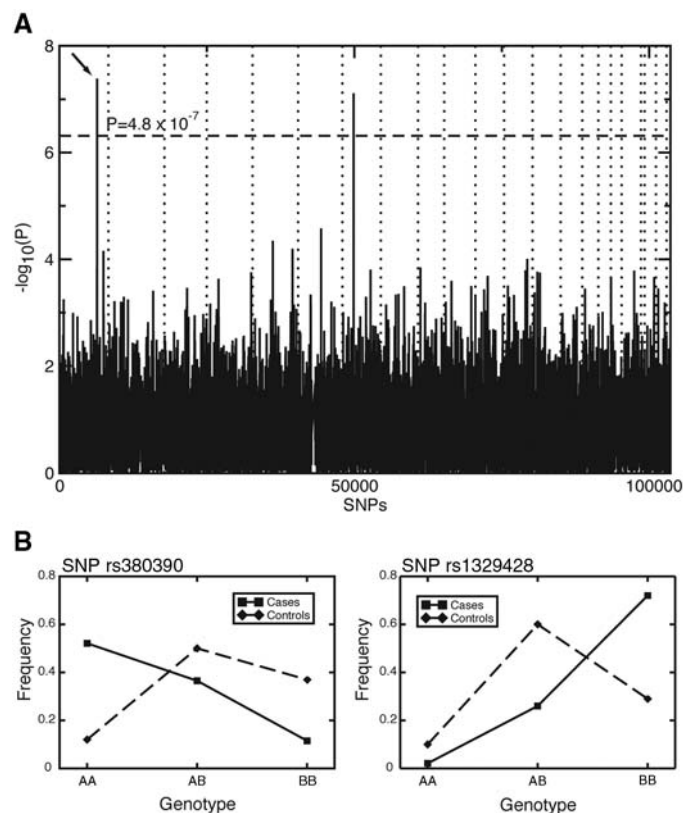 A
8
6
4
2
0
-log10(P)
P=4.8 x 10-7
0 50000 100000
SNPs
B
SNP rs380390
0.8
0.6
0.4
0.2
0
Frequency
Cases
Controls
AA AB BB
Genotype
SNP rs1329428
0.8
0.6
0.4
0.2
0
Frequency
Cases
Controls
AA AB BB
Genotype